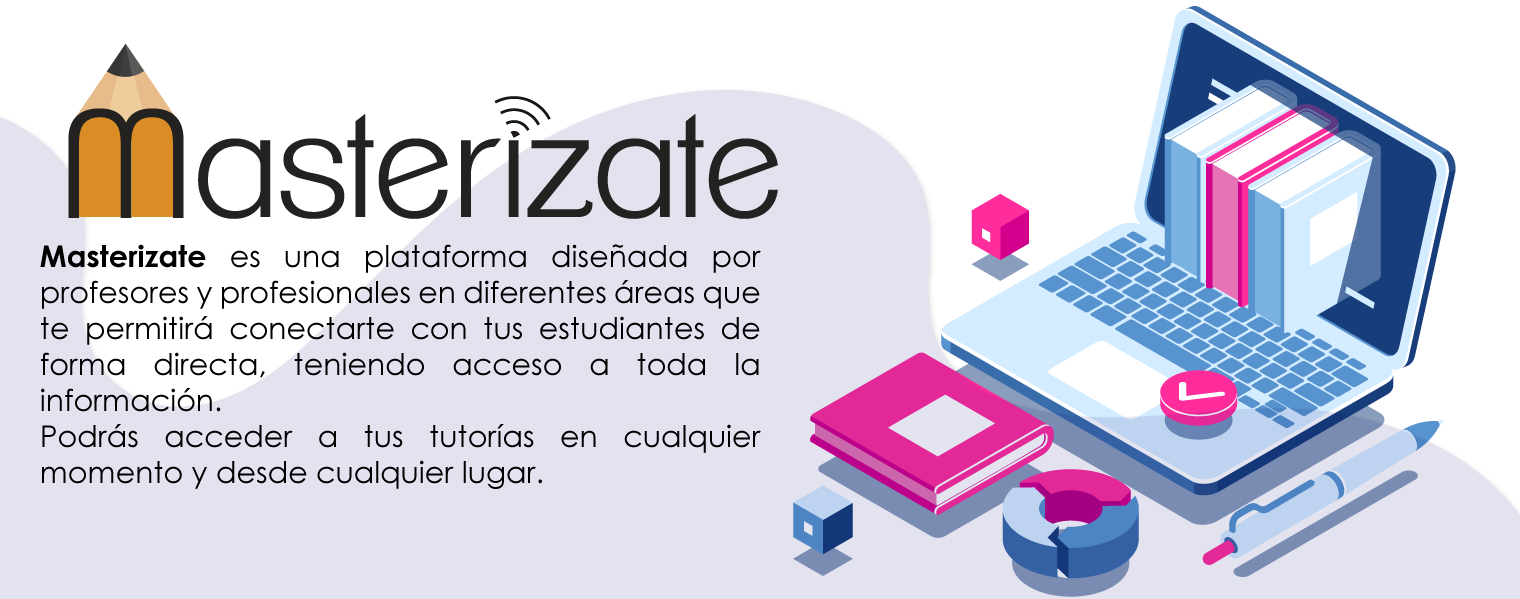 Masterizate
Masterizate es una plataforma diseñada por
profesores y profesionales en diferentes áreas que
te permitirá conectarte con tus estudiantes de
forma directa, teniendo acceso a toda la
información.
Podrás acceder a tus tutorías en cualquier
momento y desde cualquier lugar.